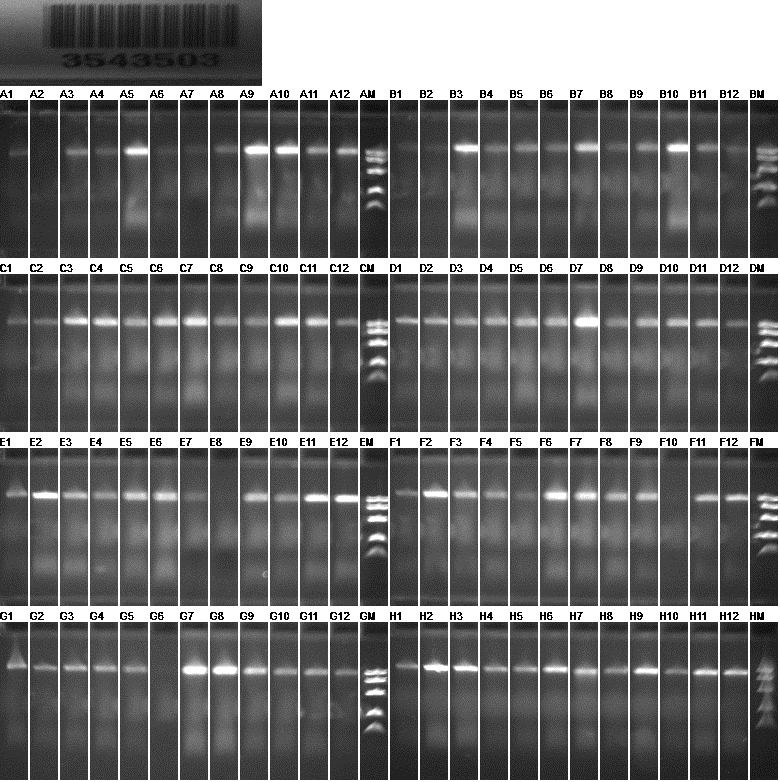 3543503
A1 A2 A3 A4 A5 A6 A7 A8 A9 A10 A11 A12 AM B1 B2 B3 B4 B5 B6 B7 B8 B9 B10 B11 B12 BM
C1 C2 C3 C4 C5 C6 C7 C8 C9 C10 C11 C12 CM D1 D2 D3 D4 D5 D6 D7 D8 D9 D10 D11 D12 DM
E1 E2 E3 E4 E5 E6 E7 E8 E9 E10 E11 E12 EM F1 F2 F3 F4 F5 F6 F7 F8 F9 F10 F11 F12 FM
G1 G2 G3 G4 G5 G6 G7 G8 G9 G10 G11 G12 GM H1 H2 H3 H4 H5 H6 H7 H8 H9 H10 H11 H12 HM